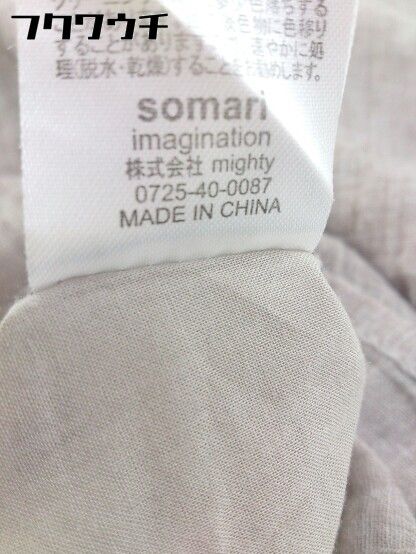 フクワウチ
することがあります
理(脱水・乾燥)することをお勧めします。
somari
imagination
株式会社 mighty
0725-40-0087
MADE IN CHINA